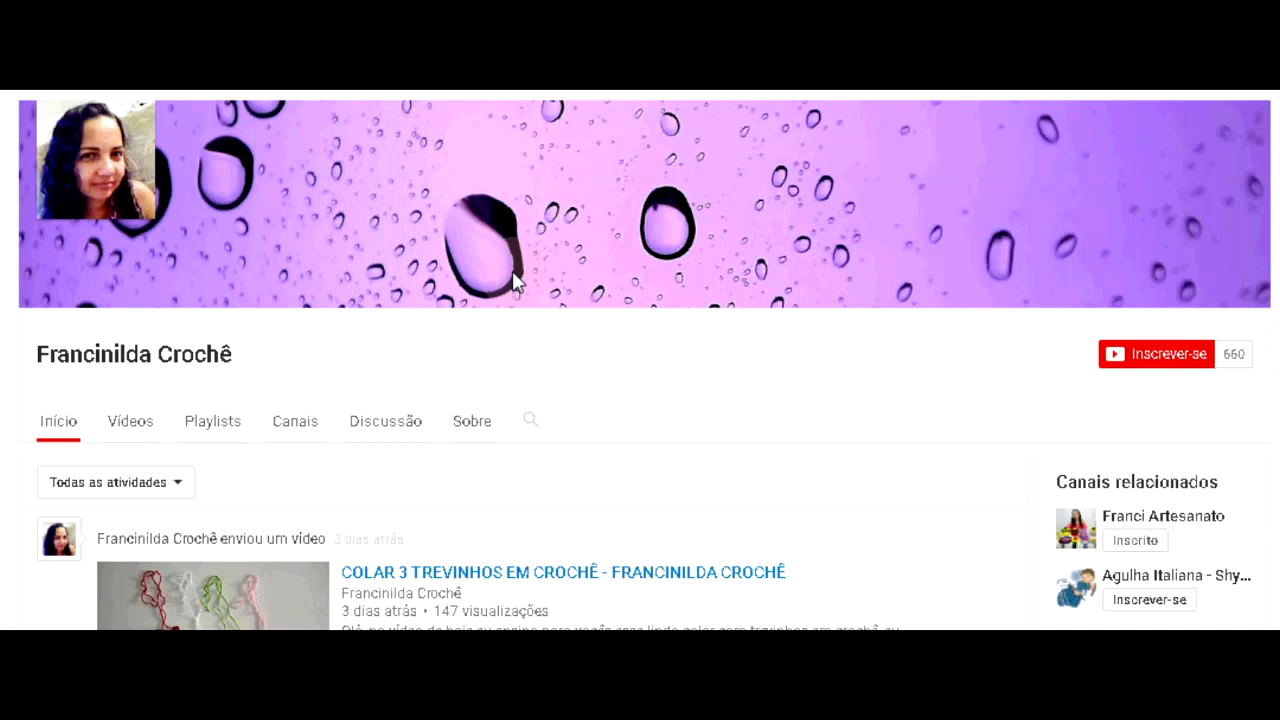 Francinilda Crochê
Inscrever-se 660
Início Vídeos Playlists Canais Discussão Sobre
Todas as atividades
Canais relacionados
Franci Artesanato
Inscrito
Agulha Italiana - Shy...
Inscrever-se
Francinilda Crochê enviou um vídeo 3 dias atrás
COLAR 3 TREVINHOS EM CROCHÊ - FRANCINILDA CROCHÊ
Francinilda Crochê
3 dias atrás • 147 visualizações